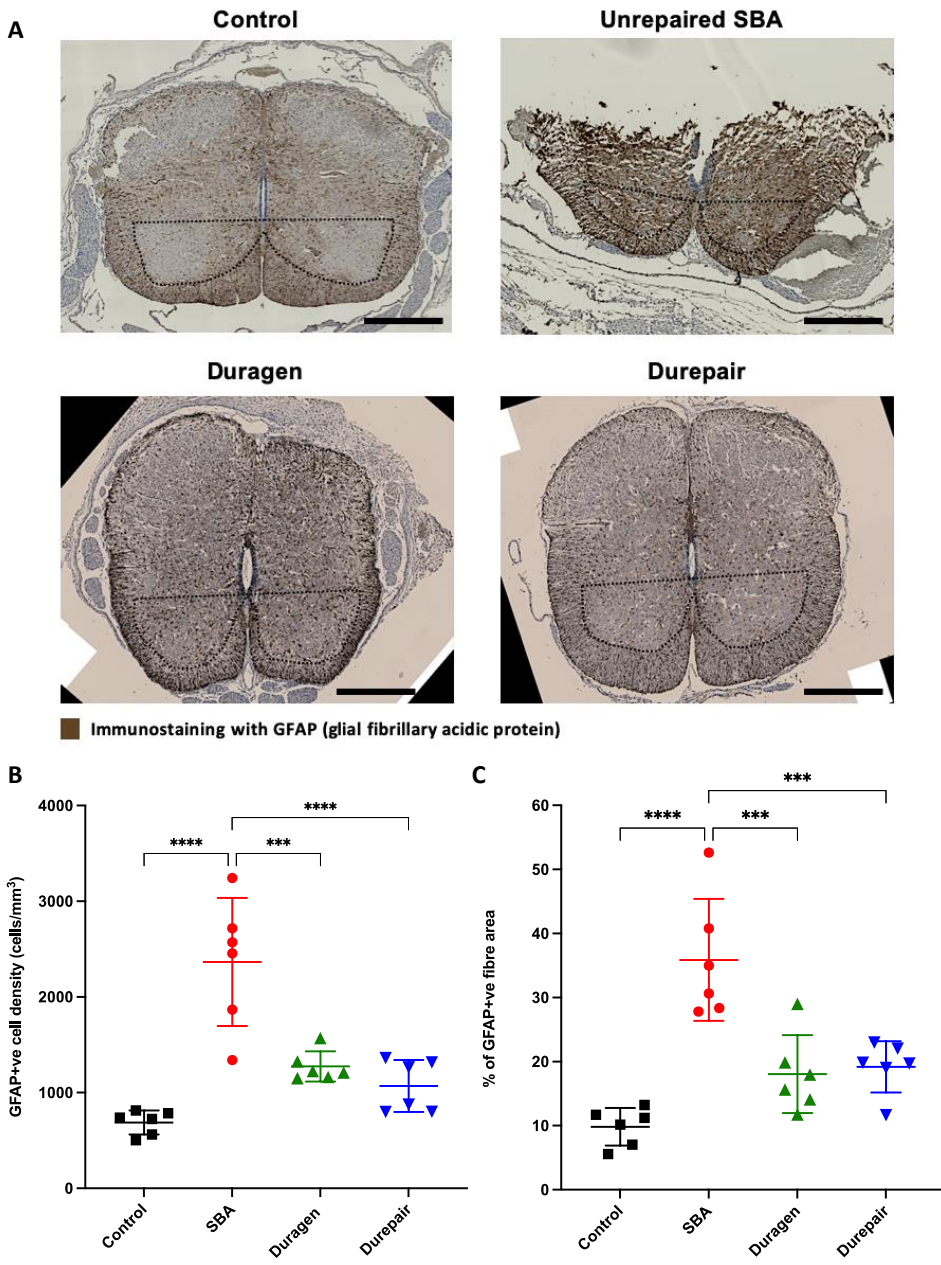 A
Control
Unrepaired SBA
Duragen
Durepair
Immunostaining with GFAP (glial fibrillary acidic protein)
B
GFAP+ve cell density (cells/mm³)
4000
3000
2000
1000
0
****
***
****
Control
SBA
Duragen
Durepair
C
% of GFAP+ve fibre area
60
50
40
30
20
10
0
***
****
***
Control
SBA
Duragen
Durepair